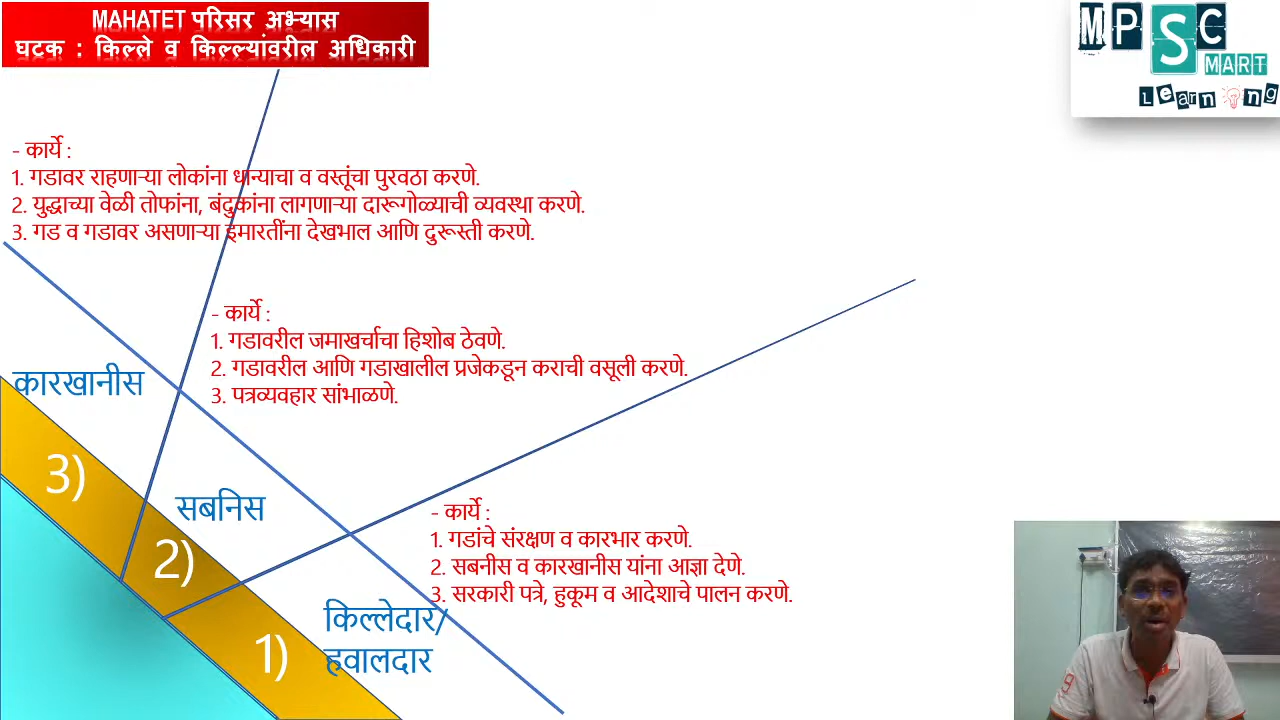 MAHATET परिसर अभ्यास
घटक : किल्ले व किल्ल्यांवरील अधिकारी
MPSC
MART
Learning
- कार्ये :
1. गडावर राहणाऱ्या लोकांना धान्याचा व वस्तूंचा पुरवठा करणे.
2. युद्धाच्या वेळी तोफांना, बंदुकांना लागणाऱ्या दारूगोळ्याची व्यवस्था करणे.
3. गड व गडावर असणाऱ्या इमारतींना देखभाल आणि दुरूस्ती करणे.
- कार्ये :
1. गडावरील जमाखर्चाचा हिशोब ठेवणे.
2. गडावरील आणि गडाखालील प्रजेकडून कराची वसूली करणे.
3. पत्रव्यवहार सांभाळणे.
कारखानीस
3)
सबनिस
2)
- कार्ये :
1. गडांचे संरक्षण व कारभार करणे.
2. सबनीस व कारखानीस यांना आज्ञा देणे.
3. सरकारी पत्रे, हुकूम व आदेशाचे पालन करणे.
किल्लेदार/
हवालदार
1)